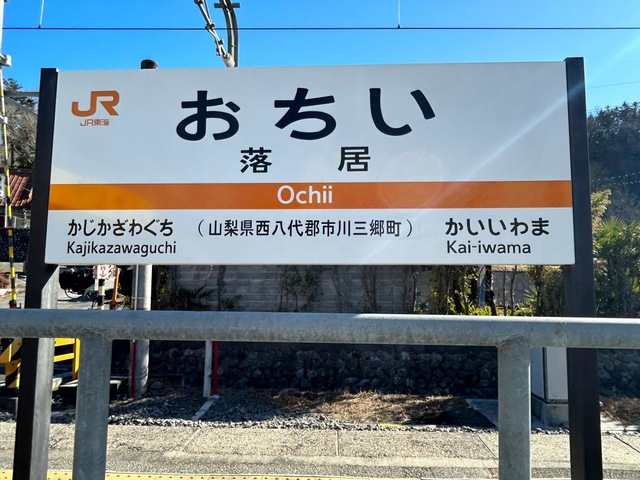 JR
JR東海
おちい
落居
Ochii
かじかざわぐち
Kajikazawaguchi
(山梨県西八代郡市川三郷町)
かいいわま
Kai-iwama